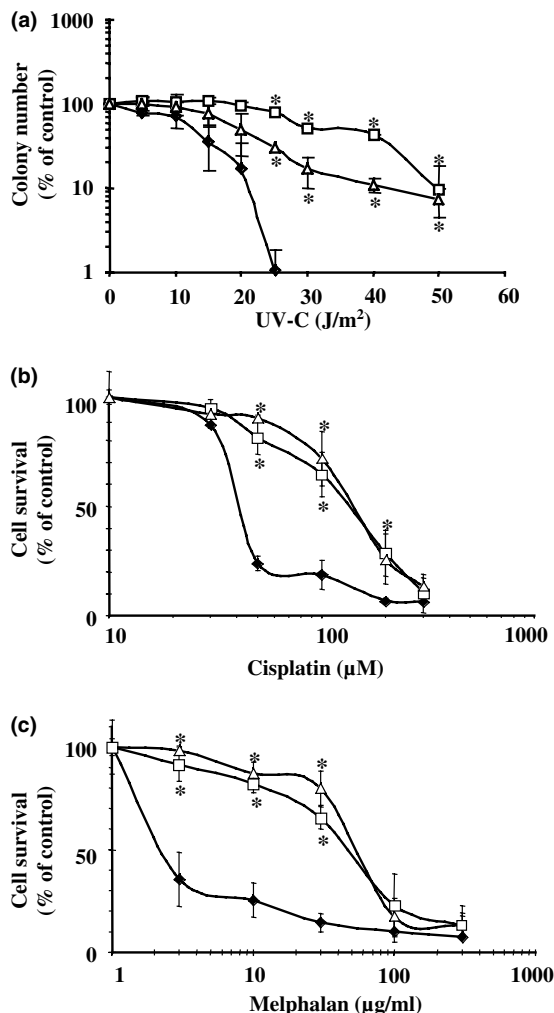 (a)
1000
100
10
1
Colony number
(% of control)
* * * *
* * * *
0 10 20 30 40 50 60
UV-C (J/m²)
(b)
100
50
0
Cell survival
(% of control)
* * *
* *
10 100 1000
Cisplatin (µM)
(c)
100
50
0
Cell survival
(% of control)
* * *
* * *
1 10 100 1000
Melphalan (µg/ml)